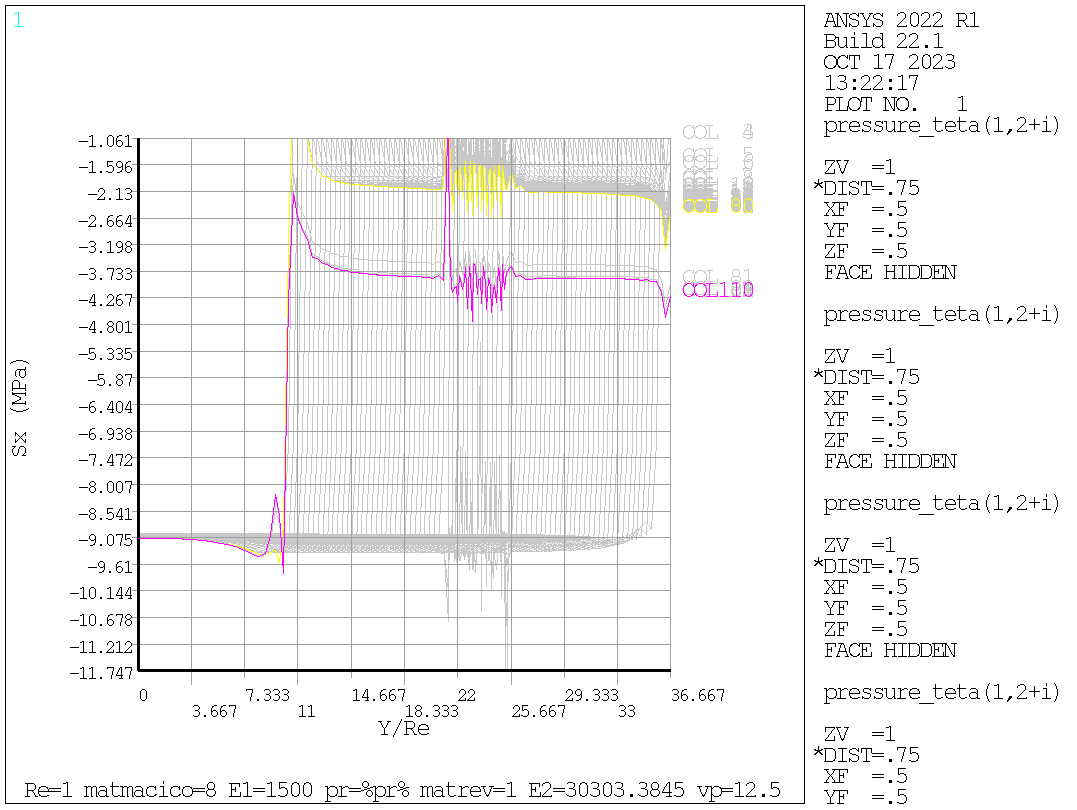 1
ANSYS 2022 R1
Build 22.1
OCT 17 2023
13:22:17
PLOT NO. 1
pressure_teta(1,2+i)
ZV =1
*DIST=.75
XF =.5
YF =.5
ZF =.5
FACE HIDDEN
pressure_teta(1,2+i)
ZV =1
*DIST=.75
XF =.5
YF =.5
ZF =.5
FACE HIDDEN
pressure_teta(1,2+i)
ZV =1
*DIST=.75
XF =.5
YF =.5
ZF =.5
FACE HIDDEN
pressure_teta(1,2+i)
ZV =1
*DIST=.75
XF =.5
YF =.5
COL
COL
COL
COL 81
COL110
Sx (MPa)
-1.061
-1.596
-2.13
-2.664
-3.198
-3.733
-4.267
-4.801
-5.335
-5.87
-6.404
-6.938
-7.472
-8.007
-8.541
-9.075
-9.61
-10.144
-10.678
-11.212
-11.747
0
3.667
7.333
11
14.667
18.333
22
25.667
29.333
33
36.667
Y/Re
Re=1 matmacico=8 E1=1500 pr=%pr% matrev=1 E2=30303.3845 vp=12.5